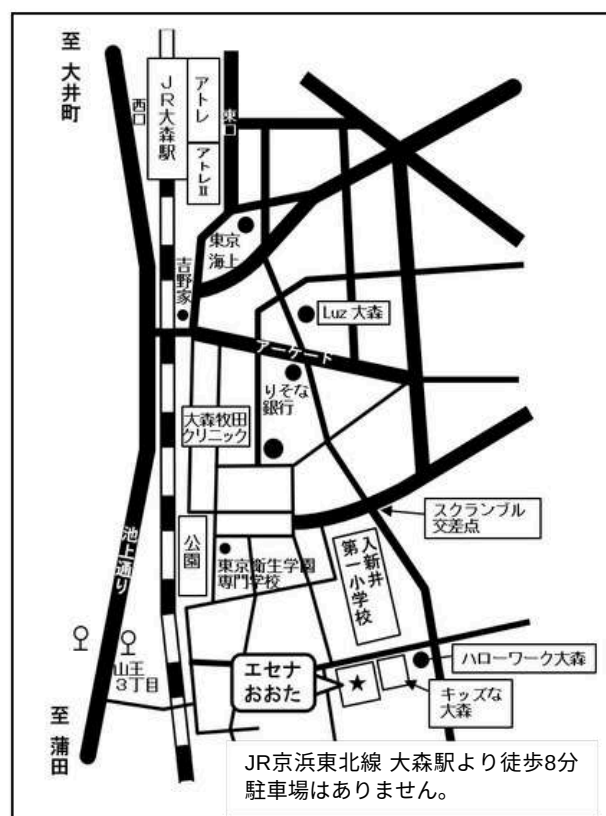 至 大井町
西口
JR大森駅
アトレ
アトレⅡ
東口
東京
海上
吉野家
Luz 大森
アーケード
りそな
銀行
大森牧田
クリニック
スクランブル
交差点
公園
東京衛生学園
専門学校
入新井
第一小学校
池上通り
山王
3丁目
エセナ
おおた
ハローワーク大森
キッズな
大森
至 蒲田
JR京浜東北線 大森駅より徒歩8分
駐車場はありません。